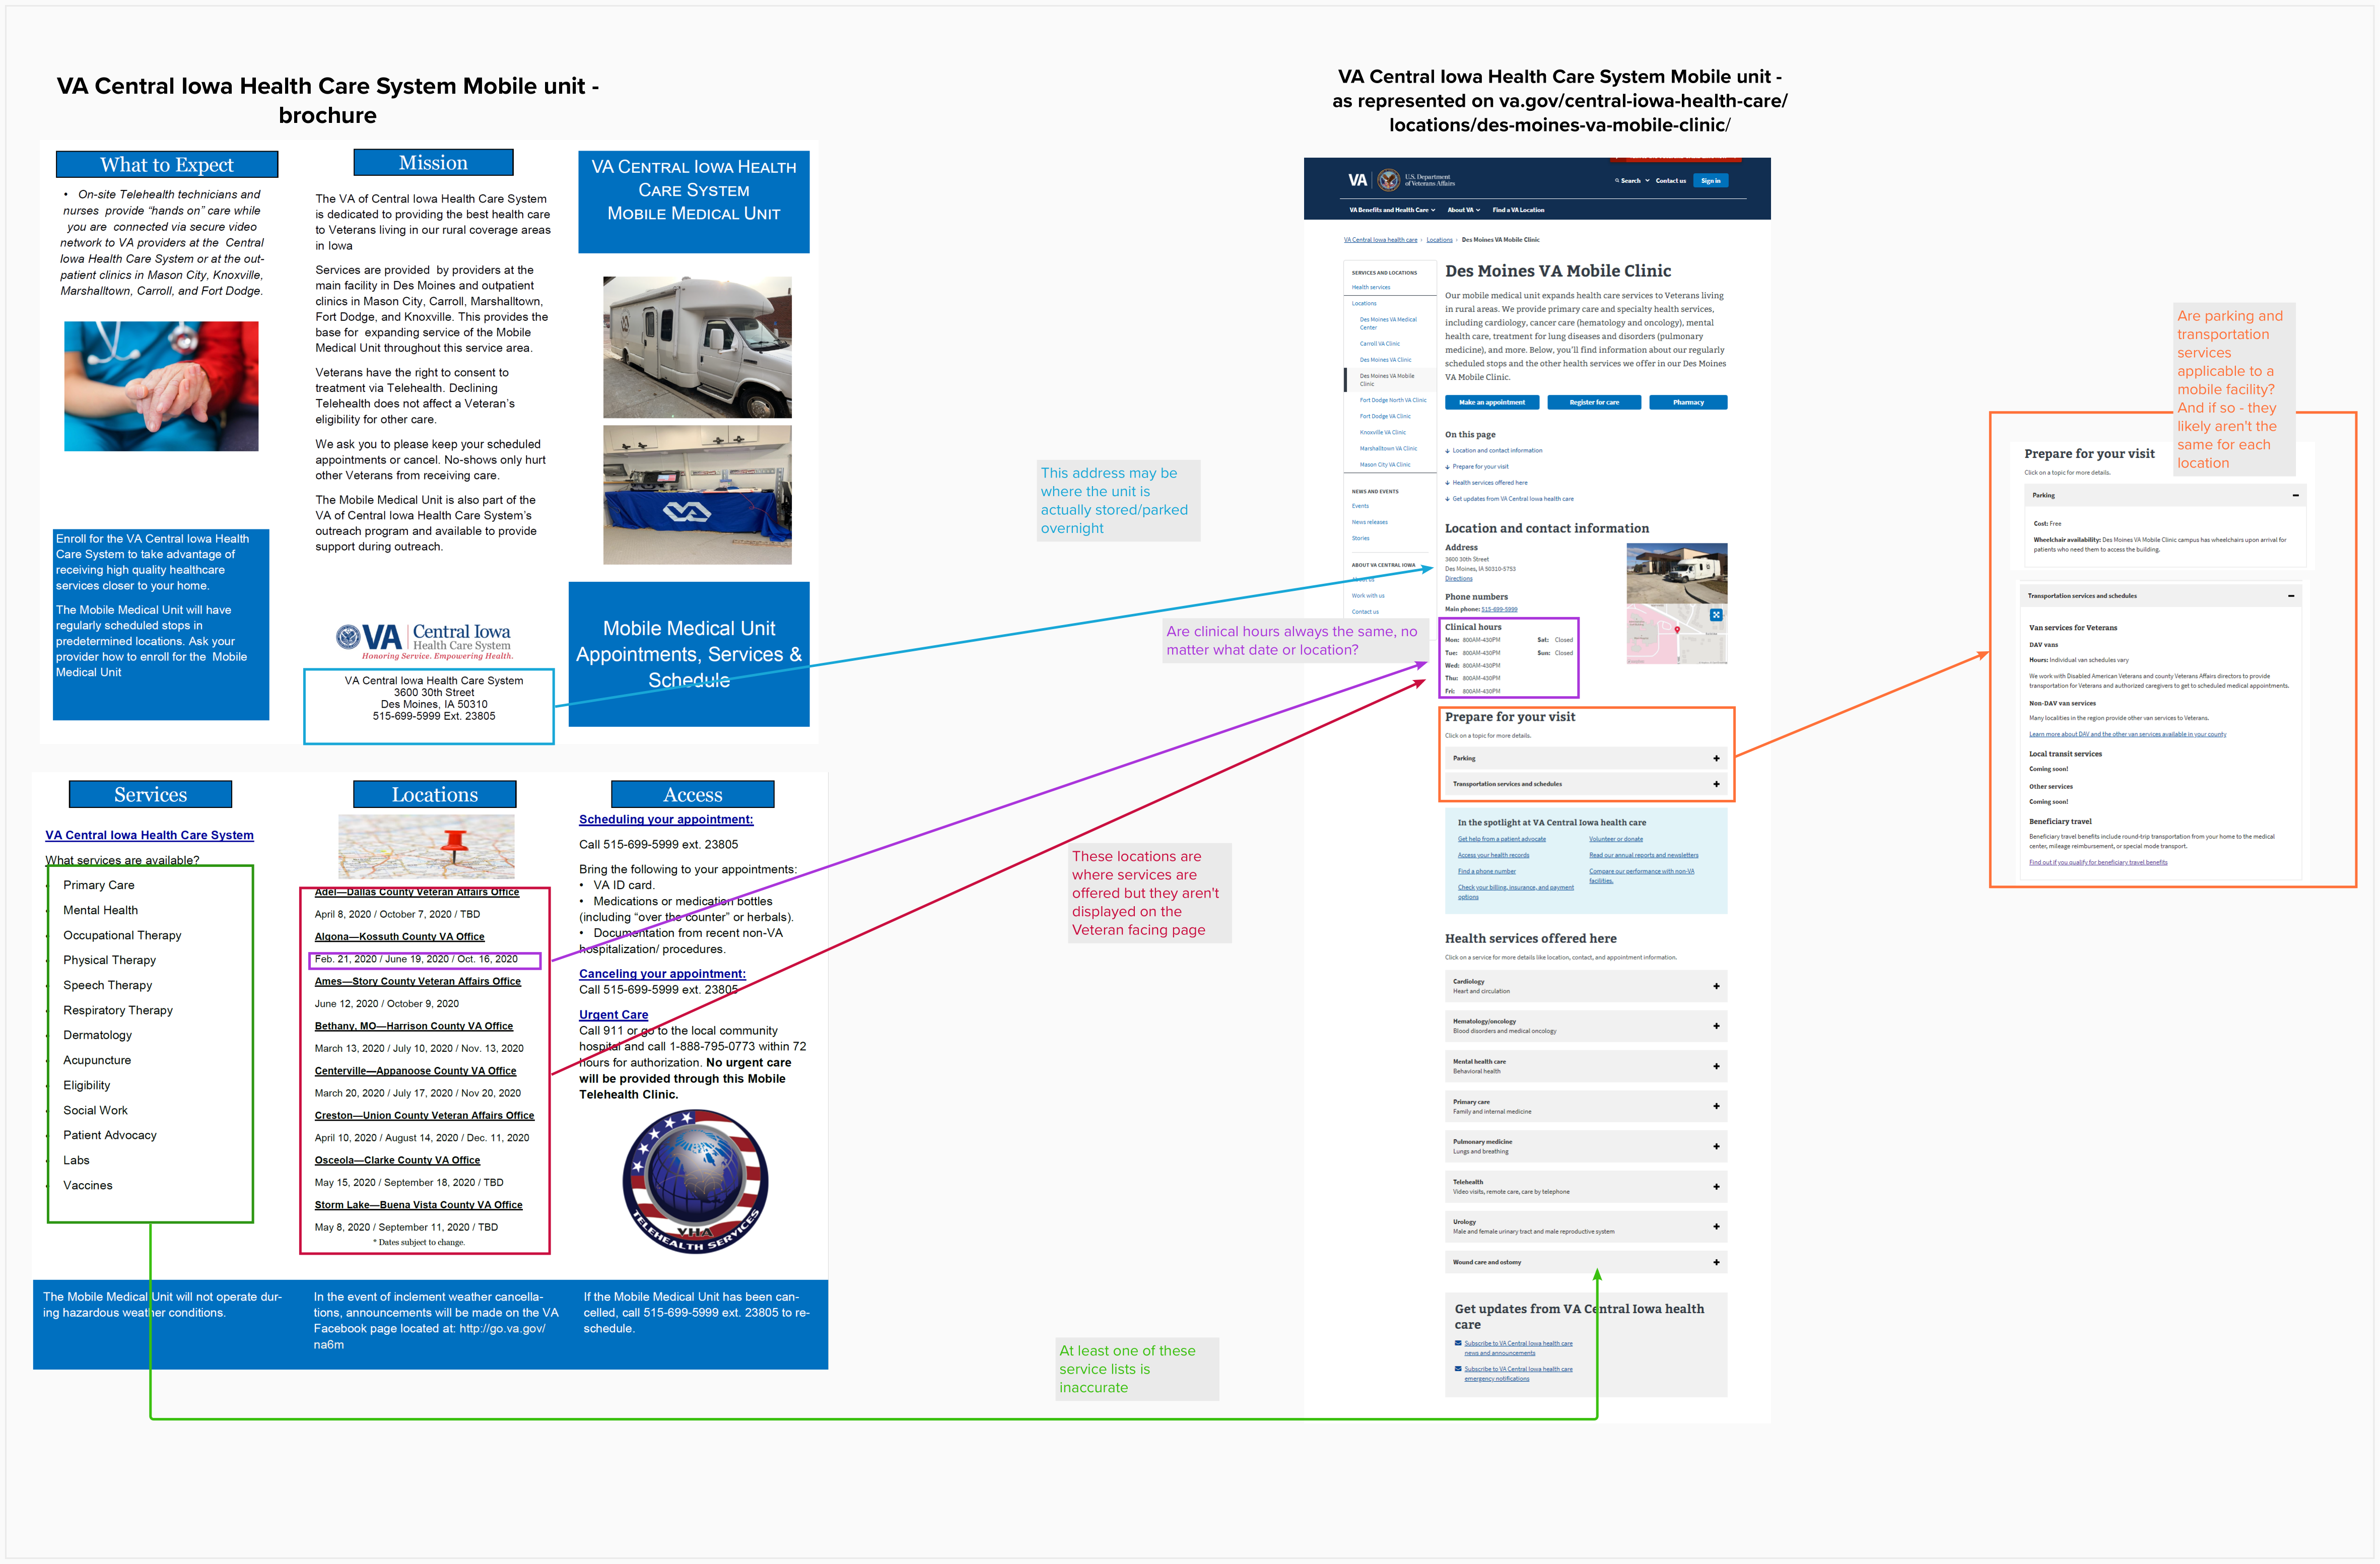 VA Central Iowa Health Care System Mobile unit -
brochure
What to Expect
• On-site Telehealth technicians and
nurses provide “hands on” care while
you are connected via secure video
network to VA providers at the Central
Iowa Health Care System or at the out-
patient clinics in Mason City, Knoxville,
Marshalltown, Carroll, and Fort Dodge.
Enroll for the VA Central Iowa Health
Care System to take advantage of
receiving high quality healthcare
services closer to your home.
The Mobile Medical Unit will have
regularly scheduled stops in
predetermined locations. Ask your
provider how to enroll for the Mobile
Medical Unit
Mission
The VA of Central Iowa Health Care System
is dedicated to providing the best health care
to Veterans living in our rural coverage areas
in Iowa
Services are provided by providers at the
main facility in Des Moines and outpatient
clinics in Mason City, Carroll, Marshalltown,
Fort Dodge, and Knoxville. This provides the
base for expanding service of the Mobile
Medical Unit throughout this service area.
Veterans have the right to consent to
treatment via Telehealth. Declining
Telehealth does not affect a Veteran’s
eligibility for other care.
We ask you to please keep your scheduled
appointments or cancel. No-shows only hurt
other Veterans from receiving care.
The Mobile Medical Unit is also part of the
VA of Central Iowa Health Care System’s
outreach program and available to provide
support during outreach.
VA Central Iowa
Health Care System
Honoring Service. Empowering Health.
VA Central Iowa Health Care System
3600 30th Street
Des Moines, IA 50310
515-699-5999 Ext. 23805
VA Central Iowa Health
Care System
Mobile Medical Unit
Mobile Medical Unit
Appointments, Services &
Schedule
Services
VA Central Iowa Health Care System
What services are available?
Primary Care
Mental Health
Occupational Therapy
Physical Therapy
Speech Therapy
Respiratory Therapy
Dermatology
Acupuncture
Eligibility
Social Work
Patient Advocacy
Labs
Vaccines
Locations
Adel—Dallas County Veteran Affairs Office
April 8, 2020 / October 7, 2020 / TBD
Algona—Kossuth County VA Office
Feb. 21, 2020 / June 19, 2020 / Oct. 16, 2020
Ames—Story County Veteran Affairs Office
June 12, 2020 / October 9, 2020
Bethany, MO—Harrison County VA Office
March 13, 2020 / July 10, 2020 / Nov. 13, 2020
Centerville—Appanoose County VA Office
March 20, 2020 / July 17, 2020 / Nov 20, 2020
Creston—Union County Veteran Affairs Office
April 10, 2020 / August 14, 2020 / Dec. 11, 2020
Osceola—Clarke County VA Office
May 15, 2020 / September 18, 2020 / TBD
Storm Lake—Buena Vista County VA Office
May 8, 2020 / September 11, 2020 / TBD
* Dates subject to change.
Access
Scheduling your appointment:
Call 515-699-5999 ext. 23805
Bring the following to your appointments:
• VA ID card.
• Medications or medication bottles
(including “over the counter” or herbals).
• Documentation from recent non-VA
hospitalization/ procedures.
Canceling your appointment:
Call 515-699-5999 ext. 23805
Urgent Care
Call 911 or go to the local community
hospital and call 1-888-795-0773 within 72
hours for authorization. No urgent care
will be provided through this Mobile
Telehealth Clinic.
VHA
TELEHEALTH SERVICES
The Mobile Medical Unit will not operate dur-
ing hazardous weather conditions.
In the event of inclement weather cancella-
tions, announcements will be made on the VA
Facebook page located at: http://go.va.gov/
na6m
If the Mobile Medical Unit has been can-
celled, call 515-699-5999 ext. 23805 to re-
schedule.
This address may be
where the unit is
actually stored/parked
overnight
Are clinical hours always the same, no
matter what date or location?
These locations are
where services are
offered but they aren't
displayed on the
Veteran facing page
At least one of these
service lists is
inaccurate
VA Central Iowa Health Care System Mobile unit -
as represented on va.gov/central-iowa-health-care/
locations/des-moines-va-mobile-clinic/
VA U.S. Department
of Veterans Affairs
Search Contact us Sign in
VA Benefits and Health Care About VA Find a VA Location
VA Central Iowa health care › Locations › Des Moines VA Mobile Clinic
SERVICES AND LOCATIONS
Health services
Locations
Des Moines VA Medical
Center
Carroll VA Clinic
Des Moines VA Clinic
Des Moines VA Mobile
Clinic
Fort Dodge North VA Clinic
Fort Dodge VA Clinic
Knoxville VA Clinic
Marshalltown VA Clinic
Mason City VA Clinic
NEWS AND EVENTS
Events
News releases
Stories
ABOUT VA CENTRAL IOWA
About us
Work with us
Contact us
Des Moines VA Mobile Clinic
Our mobile medical unit expands health care services to Veterans living
in rural areas. We provide primary care and specialty health services,
including cardiology, cancer care (hematology and oncology), mental
health care, treatment for lung diseases and disorders (pulmonary
medicine), and more. Below, you’ll find information about our regularly
scheduled stops and the other health services we offer in our Des Moines
VA Mobile Clinic.
Make an appointment Register for care Pharmacy
On this page
Location and contact information
Prepare for your visit
Health services offered here
Get updates from VA Central Iowa health care
Location and contact information
Address
3600 30th Street
Des Moines, IA 50310-5753
Directions
Phone numbers
Main phone: 515-699-5999
Clinical hours
Mon: 800AM-430PM Sat: Closed
Tue: 800AM-430PM Sun: Closed
Wed: 800AM-430PM
Thu: 800AM-430PM
Fri: 800AM-430PM
Prepare for your visit
Click on a topic for more details.
Parking
Transportation services and schedules
In the spotlight at VA Central Iowa health care
Get help from a patient advocate
Access your health records
Find a phone number
Check your billing, insurance, and payment
options
Volunteer or donate
Read our annual reports and newsletters
Compare our performance with non-VA
facilities.
Health services offered here
Click on a service for more details like location, contact, and appointment information.
Cardiology
Heart and circulation
Hematology/oncology
Blood disorders and medical oncology
Mental health care
Behavioral health
Primary care
Family and internal medicine
Pulmonary medicine
Lungs and breathing
Telehealth
Video visits, remote care, care by telephone
Urology
Male and female urinary tract and male reproductive system
Wound care and ostomy
Get updates from VA Central Iowa health
care
Subscribe to VA Central Iowa health care
news and announcements
Subscribe to VA Central Iowa health care
emergency notifications
Are parking and
transportation
services
applicable to a
mobile facility?
And if so - they
likely aren't the
same for each
location
Prepare for your visit
Click on a topic for more details.
Parking
Cost: Free
Wheelchair availability: Des Moines VA Mobile Clinic campus has wheelchairs upon arrival for
patients who need them to access the building.
Transportation services and schedules
Van services for Veterans
DAV vans
Hours: Individual van schedules vary
We work with Disabled American Veterans and county Veterans Affairs directors to provide
transportation for Veterans and authorized caregivers to get to scheduled medical appointments.
Non-DAV van services
Many localities in the region provide other van services to Veterans.
Learn more about DAV and the other van services available in your county
Local transit services
Coming soon!
Other services
Coming soon!
Beneficiary travel
Beneficiary travel benefits include round-trip transportation from your home to the medical
center, mileage reimbursement, or special mode transport.
Find out if you qualify for beneficiary travel benefits